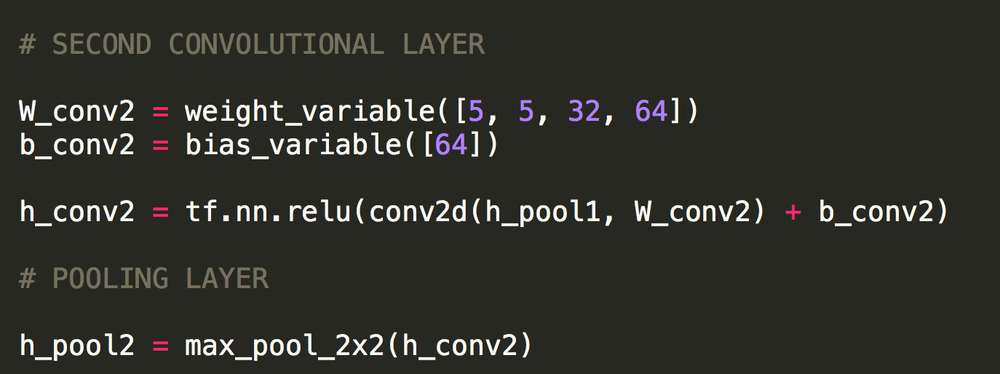 # SECOND CONVOLUTIONAL LAYER
W_conv2 = weight_variable([5, 5, 32, 64])
b_conv2 = bias_variable([64])
h_conv2 = tf.nn.relu(conv2d(h_pool1, W_conv2) + b_conv2)
# POOLING LAYER
h_pool2 = max_pool_2x2(h_conv2)